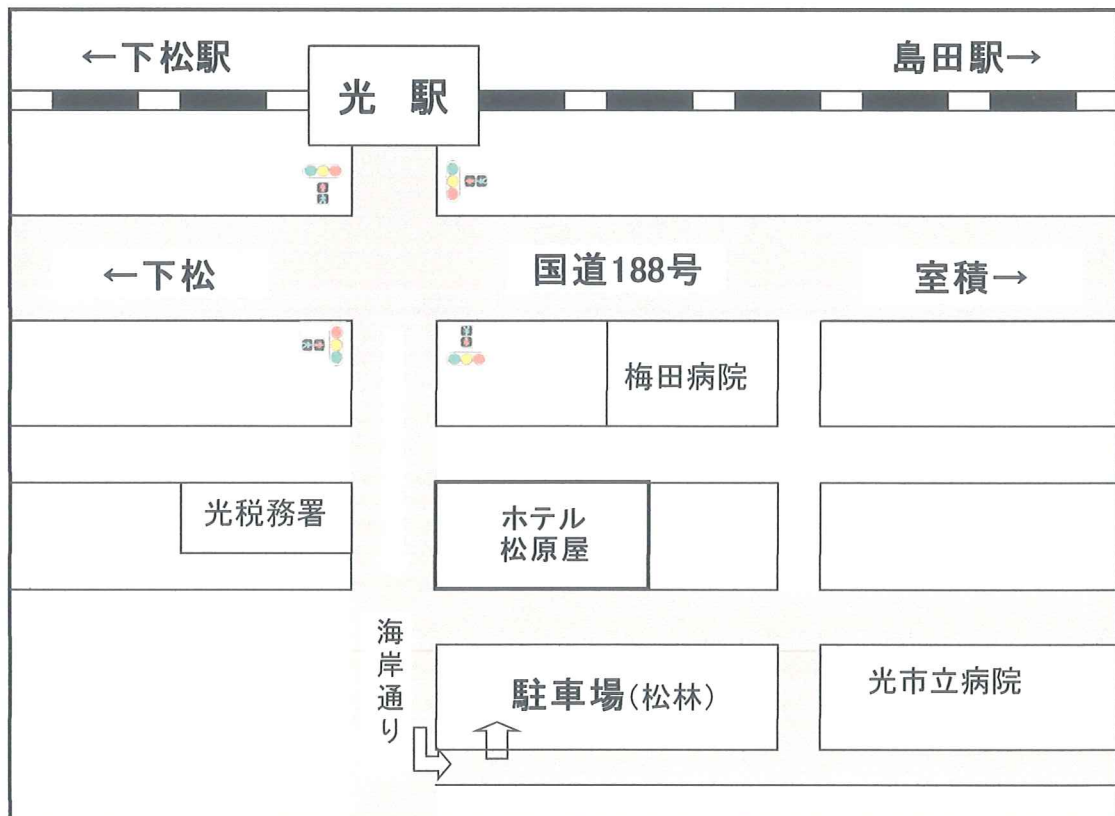 ←下松駅
島田駅→
光 駅
←下松
国道188号
室積→
梅田病院
光税務署
ホテル
松原屋
海岸通り
駐車場(松林)
光市立病院